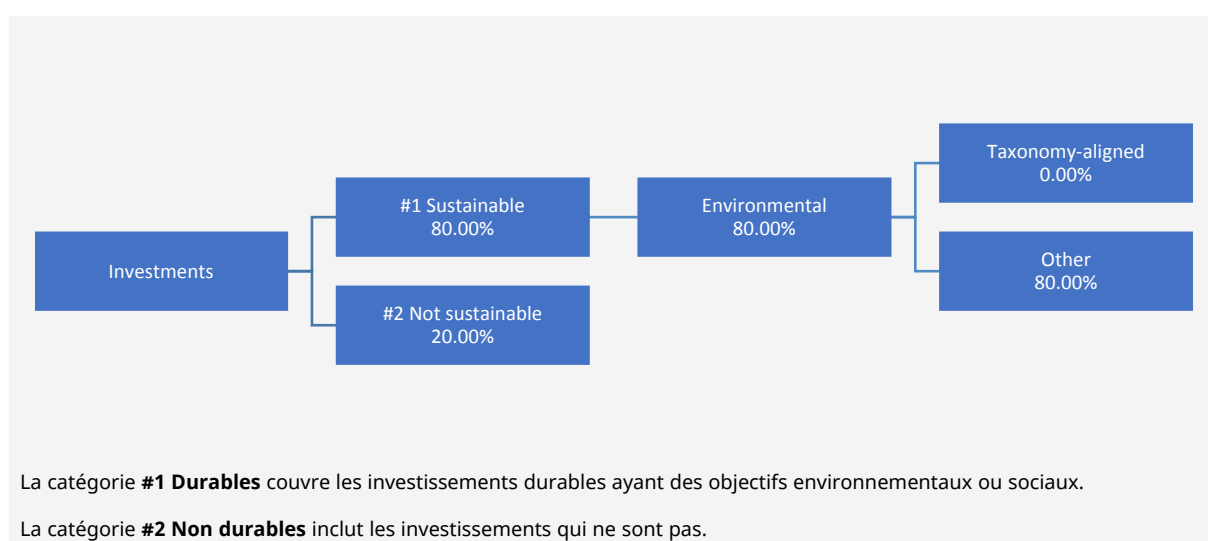 Investments
#1 Sustainable
80.00%
#2 Not sustainable
20.00%
Environmental
80.00%
Taxonomy-aligned
0.00%
Other
80.00%
La catégorie #1 Durables couvre les investissements durables ayant des objectifs environnementaux ou sociaux.
La catégorie #2 Non durables inclut les investissements qui ne sont pas.